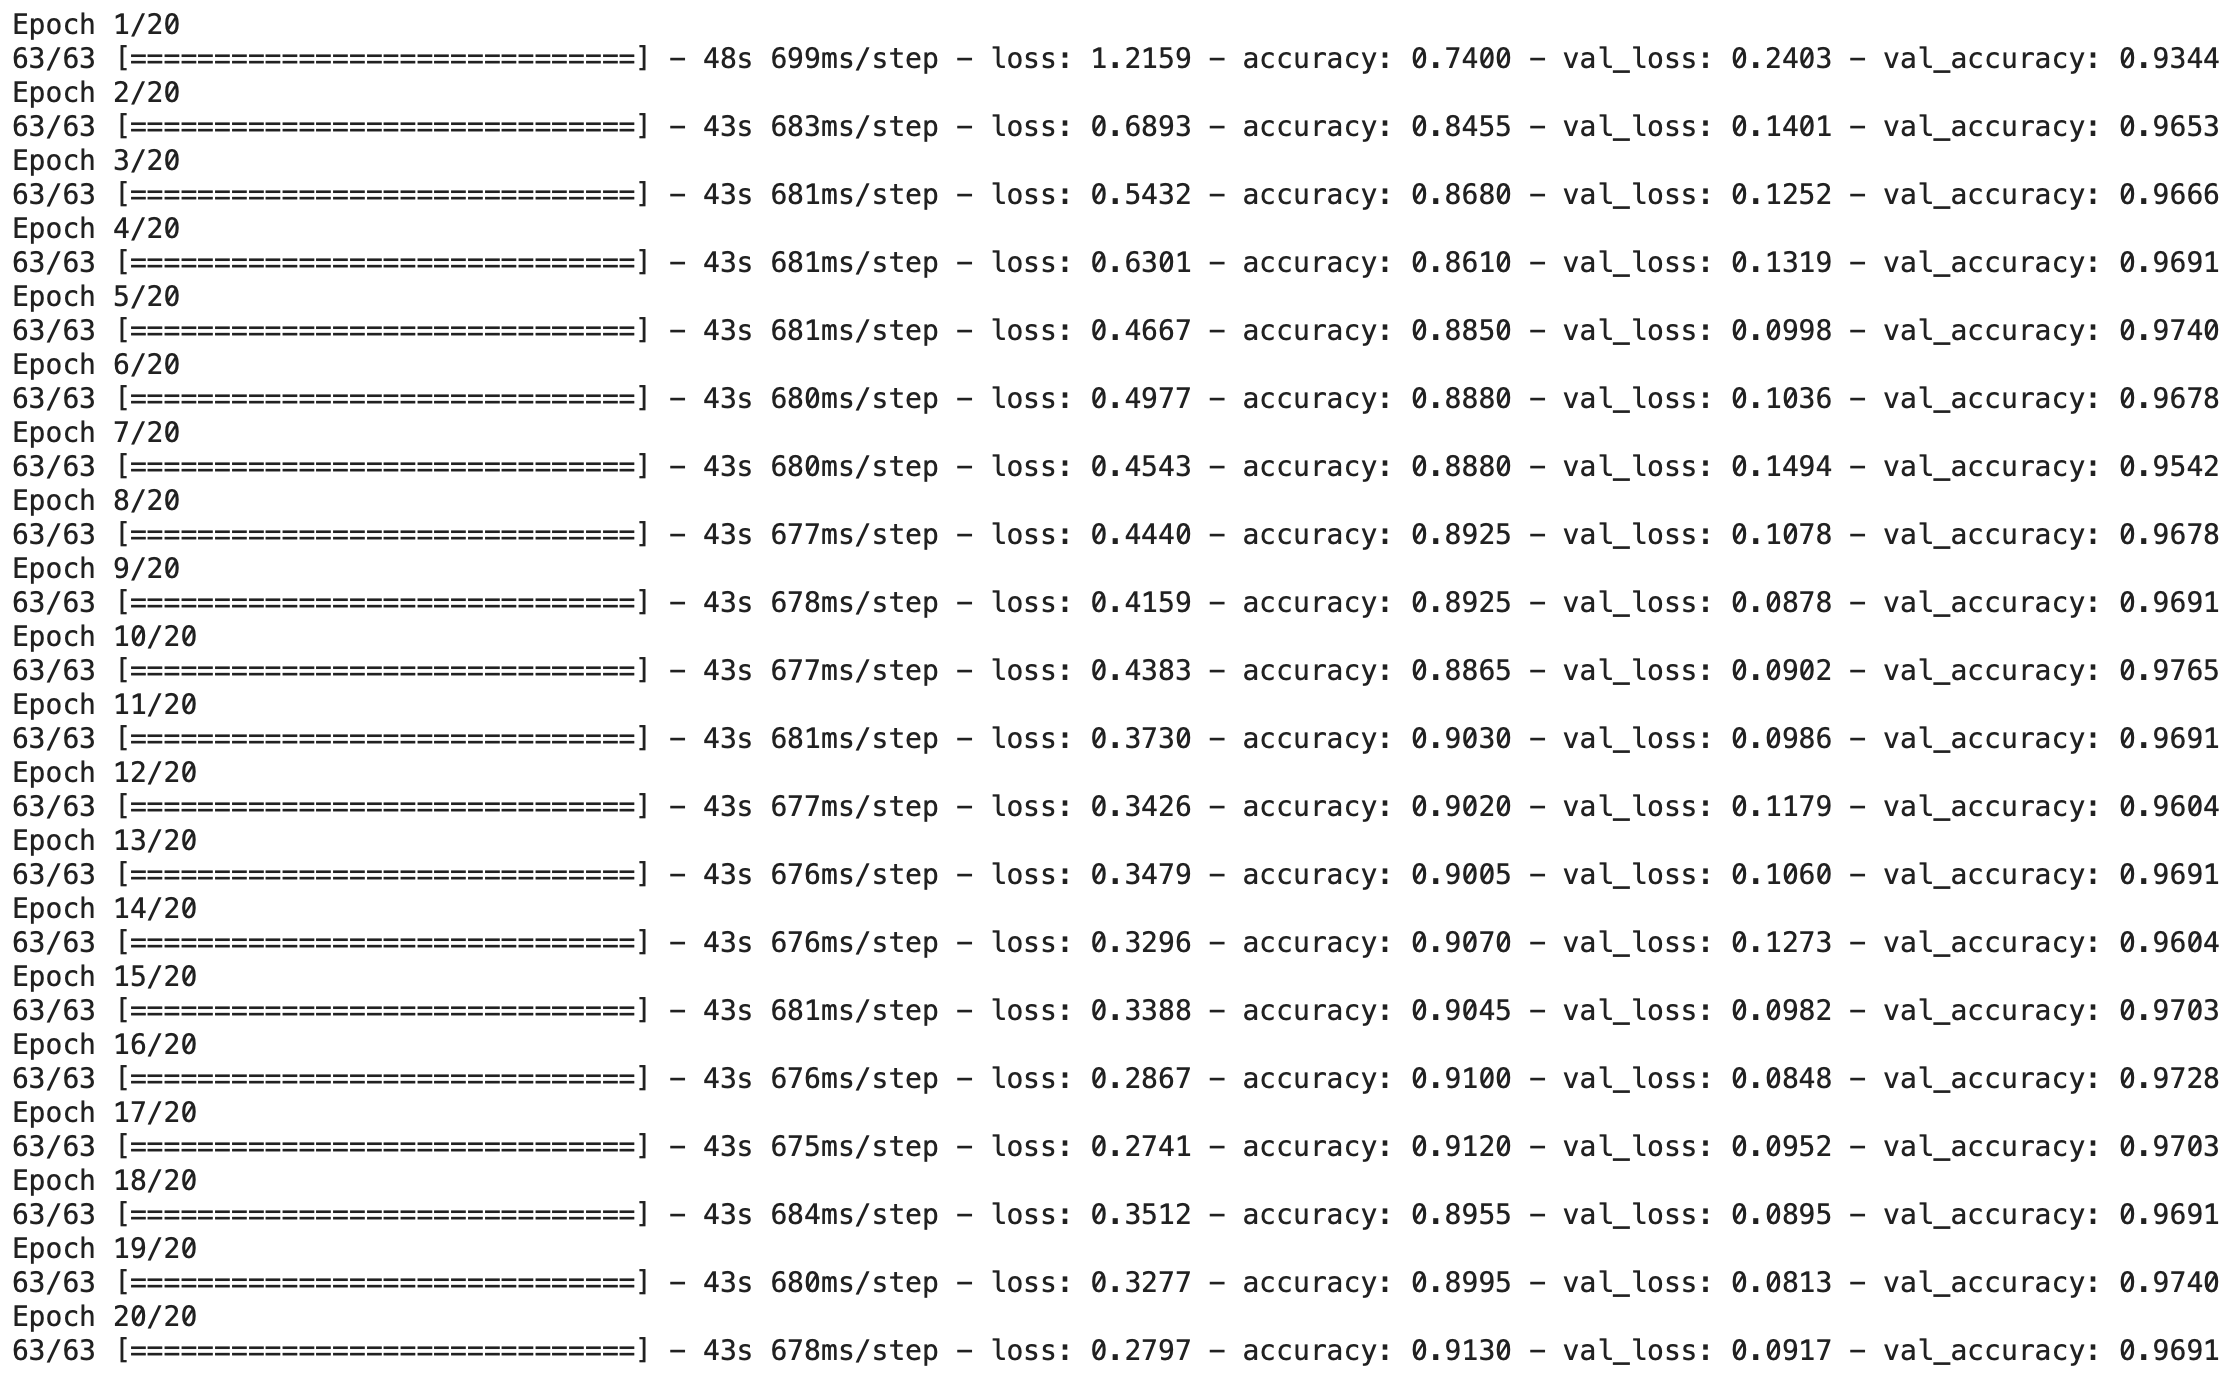 Epoch 1/20
63/63 [==============================] - 48s 699ms/step - loss: 1.2159 - accuracy: 0.7400 - val_loss: 0.2403 - val_accuracy: 0.9344
Epoch 2/20
63/63 [==============================] - 43s 683ms/step - loss: 0.6893 - accuracy: 0.8455 - val_loss: 0.1401 - val_accuracy: 0.9653
Epoch 3/20
63/63 [==============================] - 43s 681ms/step - loss: 0.5432 - accuracy: 0.8680 - val_loss: 0.1252 - val_accuracy: 0.9666
Epoch 4/20
63/63 [==============================] - 43s 681ms/step - loss: 0.6301 - accuracy: 0.8610 - val_loss: 0.1319 - val_accuracy: 0.9691
Epoch 5/20
63/63 [==============================] - 43s 681ms/step - loss: 0.4667 - accuracy: 0.8850 - val_loss: 0.0998 - val_accuracy: 0.9740
Epoch 6/20
63/63 [==============================] - 43s 680ms/step - loss: 0.4977 - accuracy: 0.8880 - val_loss: 0.1036 - val_accuracy: 0.9678
Epoch 7/20
63/63 [==============================] - 43s 680ms/step - loss: 0.4543 - accuracy: 0.8880 - val_loss: 0.1494 - val_accuracy: 0.9542
Epoch 8/20
63/63 [==============================] - 43s 677ms/step - loss: 0.4440 - accuracy: 0.8925 - val_loss: 0.1078 - val_accuracy: 0.9678
Epoch 9/20
63/63 [==============================] - 43s 678ms/step - loss: 0.4159 - accuracy: 0.8925 - val_loss: 0.0878 - val_accuracy: 0.9691
Epoch 10/20
63/63 [==============================] - 43s 677ms/step - loss: 0.4383 - accuracy: 0.8865 - val_loss: 0.0902 - val_accuracy: 0.9765
Epoch 11/20
63/63 [==============================] - 43s 681ms/step - loss: 0.3730 - accuracy: 0.9030 - val_loss: 0.0986 - val_accuracy: 0.9691
Epoch 12/20
63/63 [==============================] - 43s 677ms/step - loss: 0.3426 - accuracy: 0.9020 - val_loss: 0.1179 - val_accuracy: 0.9604
Epoch 13/20
63/63 [==============================] - 43s 676ms/step - loss: 0.3479 - accuracy: 0.9005 - val_loss: 0.1060 - val_accuracy: 0.9691
Epoch 14/20
63/63 [==============================] - 43s 676ms/step - loss: 0.3296 - accuracy: 0.9070 - val_loss: 0.1273 - val_accuracy: 0.9604
Epoch 15/20
63/63 [==============================] - 43s 681ms/step - loss: 0.3388 - accuracy: 0.9045 - val_loss: 0.0982 - val_accuracy: 0.9703
Epoch 16/20
63/63 [==============================] - 43s 676ms/step - loss: 0.2867 - accuracy: 0.9100 - val_loss: 0.0848 - val_accuracy: 0.9728
Epoch 17/20
63/63 [==============================] - 43s 675ms/step - loss: 0.2741 - accuracy: 0.9120 - val_loss: 0.0952 - val_accuracy: 0.9703
Epoch 18/20
63/63 [==============================] - 43s 684ms/step - loss: 0.3512 - accuracy: 0.8955 - val_loss: 0.0895 - val_accuracy: 0.9691
Epoch 19/20
63/63 [==============================] - 43s 680ms/step - loss: 0.3277 - accuracy: 0.8995 - val_loss: 0.0813 - val_accuracy: 0.9740
Epoch 20/20
63/63 [==============================] - 43s 678ms/step - loss: 0.2797 - accuracy: 0.9130 - val_loss: 0.0917 - val_accuracy: 0.9691